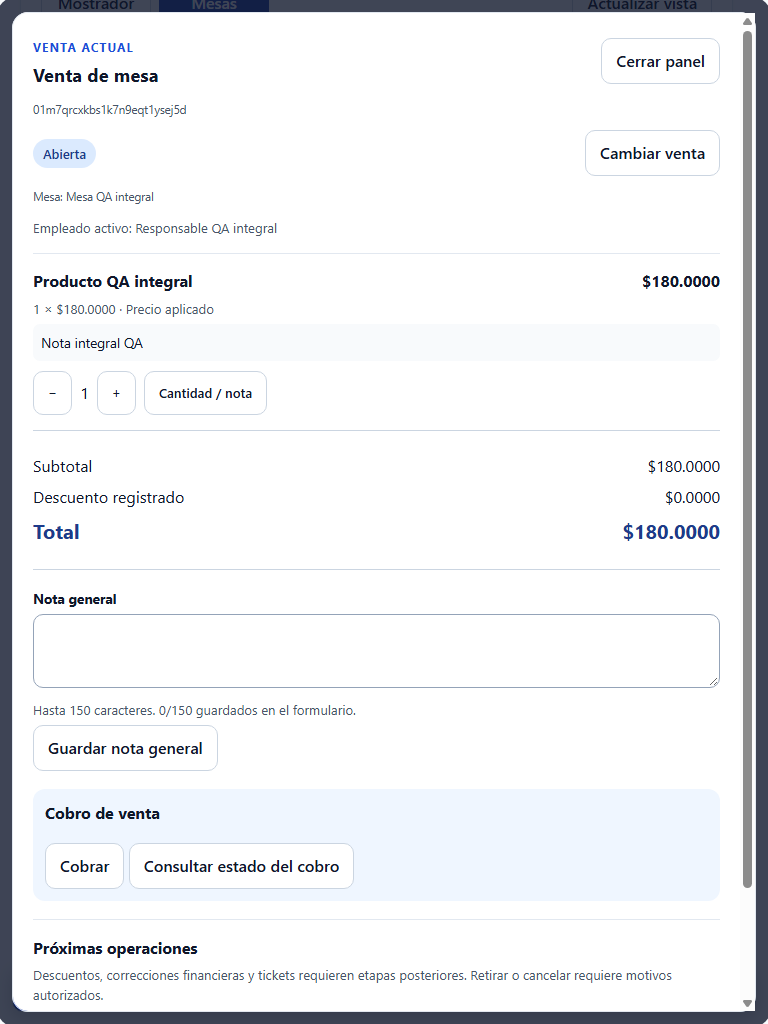 Mostrador Mesas Actualizar vista
VENTA ACTUAL
Venta de mesa
Cerrar panel
01m7qrcxkbs1k7n9eqt1ysej5d
Abierta
Cambiar venta
Mesa: Mesa QA integral
Empleado activo: Responsable QA integral
Producto QA integral $180.0000
1 × $180.0000 · Precio aplicado
Nota integral QA
− 1 + Cantidad / nota
Subtotal $180.0000
Descuento registrado $0.0000
Total $180.0000
Nota general
Hasta 150 caracteres. 0/150 guardados en el formulario.
Guardar nota general
Cobro de venta
Cobrar Consultar estado del cobro
Próximas operaciones
Descuentos, correcciones financieras y tickets requieren etapas posteriores. Retirar o cancelar requiere motivos
autorizados.